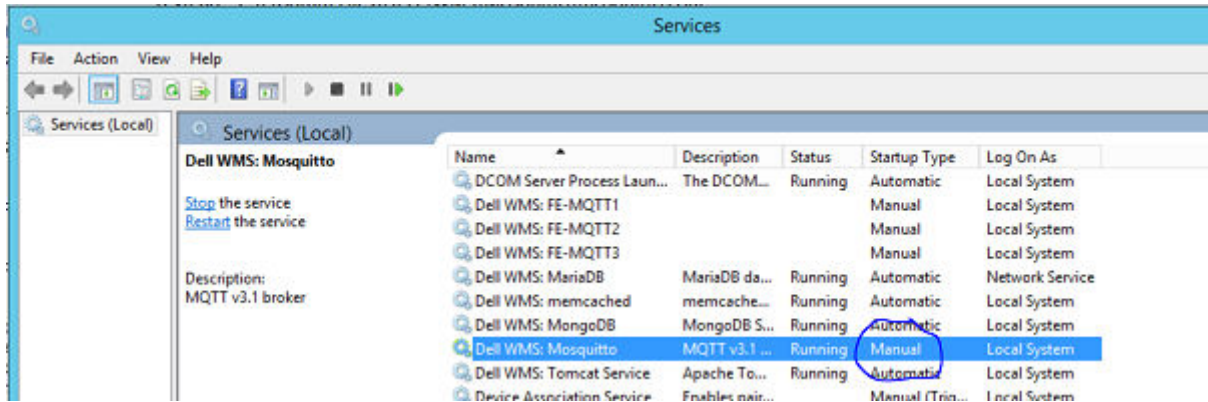 Services
File Action View Help
Services (Local)
Services (Local)
Dell WMS: Mosquitto
Stop the service
Restart the service
Description:
MQTT v3.1 broker
Name Description Status Startup Type Log On As
DCOM Server Process Laun... The DCOM... Running Automatic Local System
Dell WMS: FE-MQTT1 Manual Local System
Dell WMS: FE-MQTT2 Manual Local System
Dell WMS: FE-MQTT3 Manual Local System
Dell WMS: MariaDB MariaDB da... Running Automatic Network Service
Dell WMS: memcached memcache... Running Automatic Local System
Dell WMS: MongoDB MongoDB S... Running Automatic Local System
Dell WMS: Mosquitto MQTT v3.1 ... Running Manual Local System
Dell WMS: Tomcat Service Apache To... Running Automatic Local System
Device Association Service Enables pair... Manual (Trig... Local System